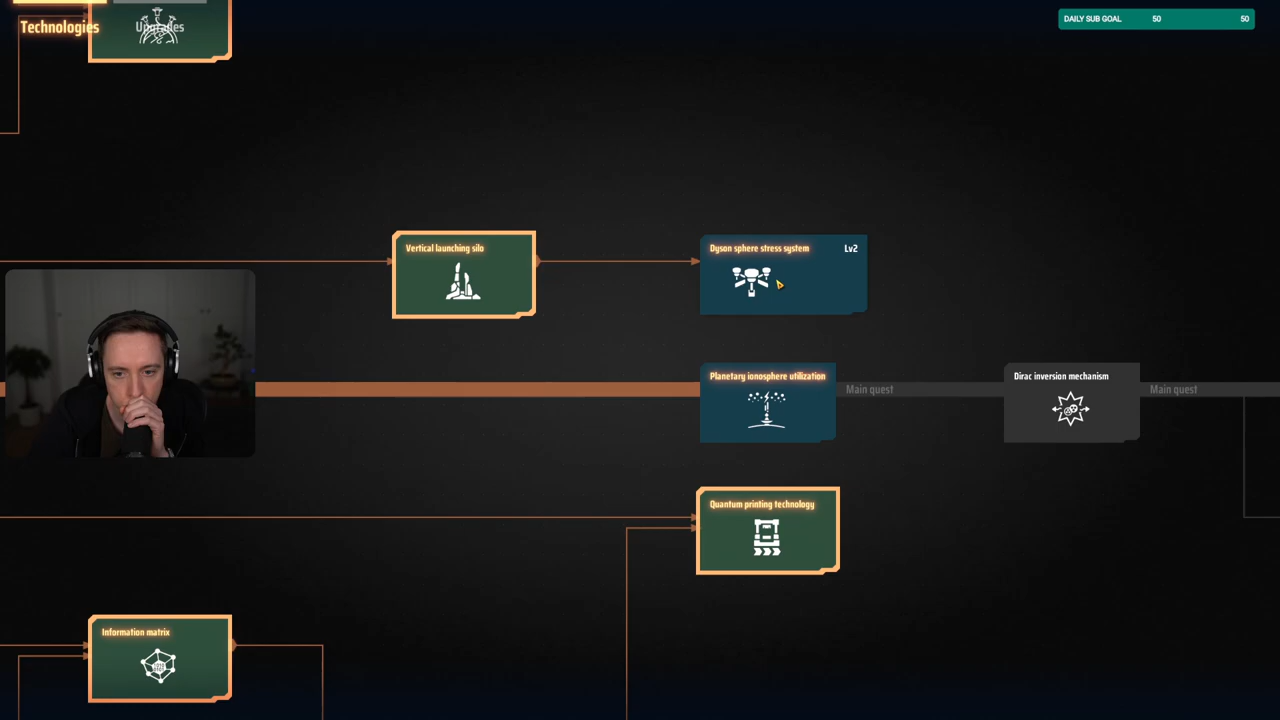 Technologies
Upgrades
DAILY SUB GOAL 50 50
Vertical launching silo
Dyson sphere stress system Lv2
Planetary ionosphere utilization
Main quest
Dirac inversion mechanism
Main quest
Quantum printing technology
Information matrix